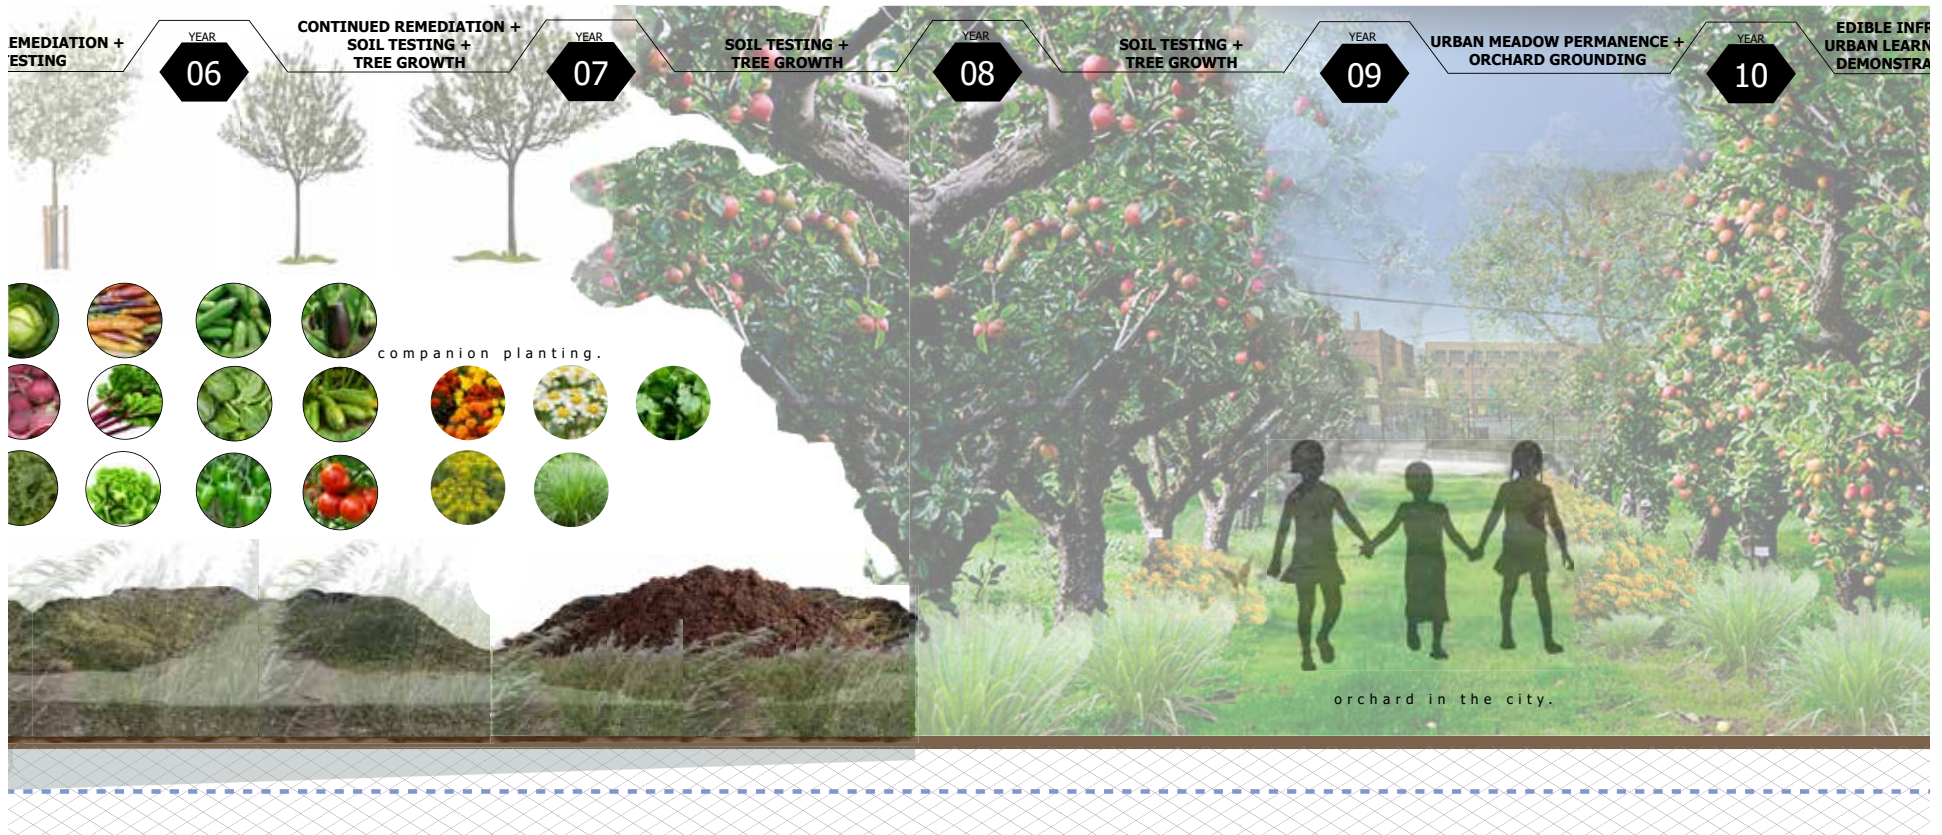 EMEDIATION +
TESTING
YEAR
06
CONTINUED REMEDIATION +
SOIL TESTING +
TREE GROWTH
YEAR
07
SOIL TESTING +
TREE GROWTH
YEAR
08
SOIL TESTING +
TREE GROWTH
YEAR
09
URBAN MEADOW PERMANENCE +
ORCHARD GROUNDING
YEAR
10
EDIBLE INFR
URBAN LEARN
DEMONSTRA
companion planting.
orchard in the city.